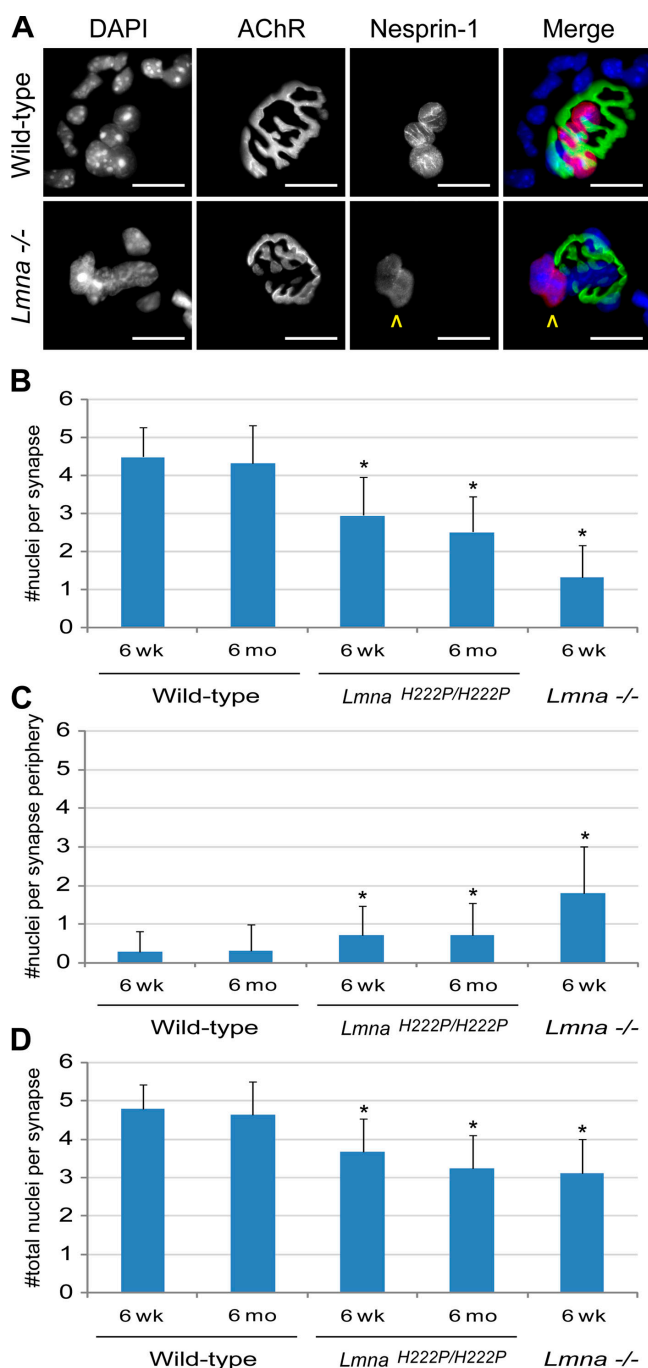 A
DAPI AChR Nesprin-1 Merge
Wild-type
Lmna -/-
^ ^
B
#nuclei per synapse
6
5
4
3
2
1
0
* * *
6 wk 6 mo 6 wk 6 mo 6 wk
Wild-type Lmna H222P/H222P Lmna -/-
C
#nuclei per synapse periphery
6
5
4
3
2
1
0
* * *
6 wk 6 mo 6 wk 6 mo 6 wk
Wild-type Lmna H222P/H222P Lmna -/-
D
#total nuclei per synapse
6
5
4
3
2
1
0
* * *
6 wk 6 mo 6 wk 6 mo 6 wk
Wild-type Lmna H222P/H222P Lmna -/-